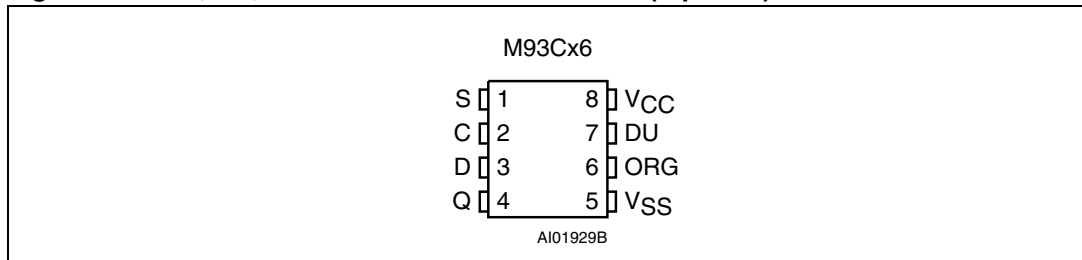 M93Cx6
S 1 8 VCC
C 2 7 DU
D 3 6 ORG
Q 4 5 VSS
AI01929B